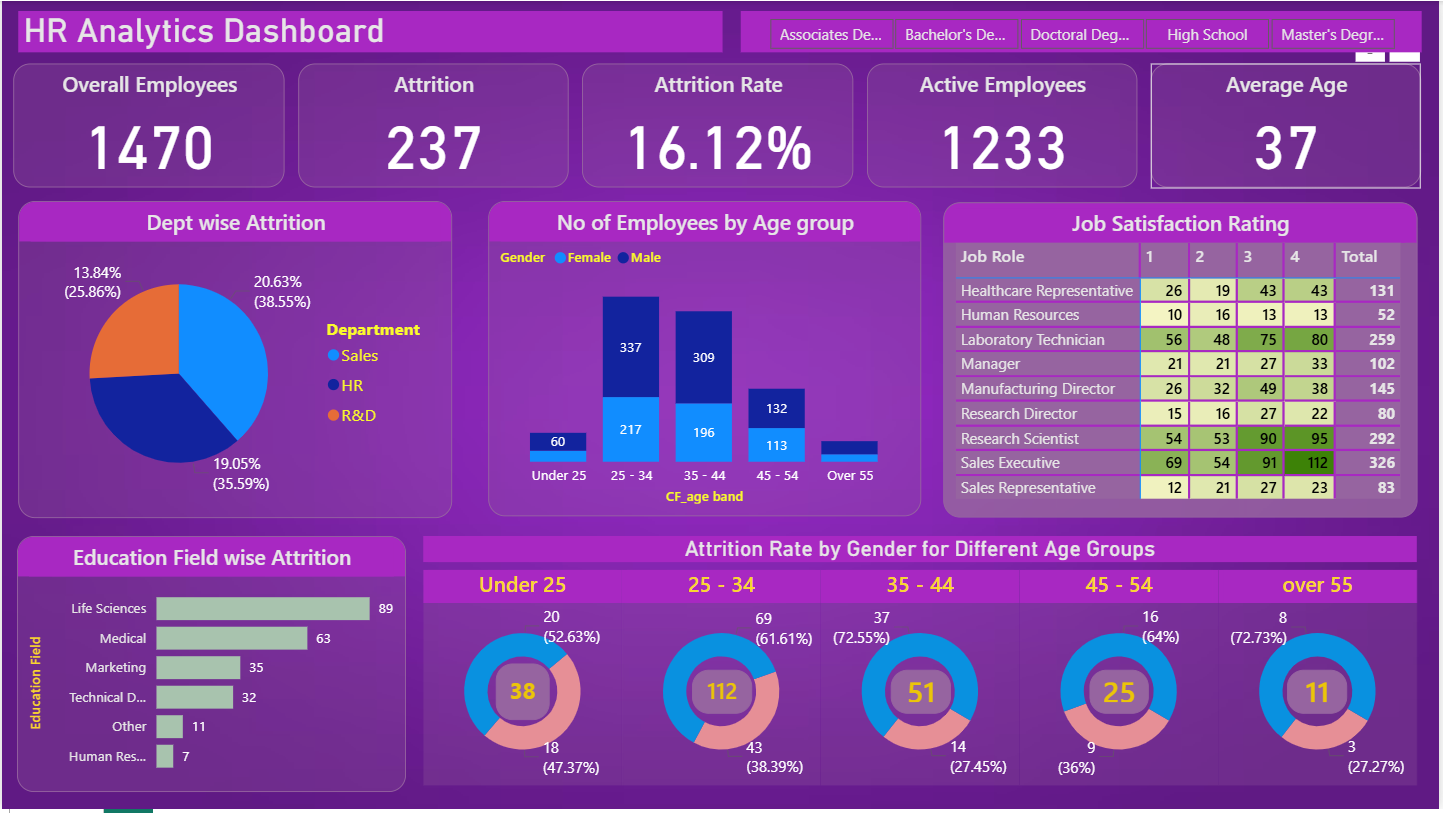 HR Analytics Dashboard
Associates De...
Bachelor's De...
Doctoral Deg...
High School
Master's Degr...
Overall Employees
1470
Attrition
237
Attrition Rate
16.12%
Active Employees
1233
Average Age
37
Dept wise Attrition
13.84%
(25.86%)
20.63%
(38.55%)
19.05%
(35.59%)
Department
Sales
HR
R&D
No of Employees by Age group
Gender Female Male
337
309
217
196
132
113
60
Under 25 25 - 34 35 - 44 45 - 54 Over 55
CF_age band
Job Satisfaction Rating
Job Role 1 2 3 4 Total
Healthcare Representative 26 19 43 43 131
Human Resources 10 16 13 13 52
Laboratory Technician 56 48 75 80 259
Manager 21 21 27 33 102
Manufacturing Director 26 32 49 38 145
Research Director 15 16 27 22 80
Research Scientist 54 53 90 95 292
Sales Executive 69 54 91 112 326
Sales Representative 12 21 27 23 83
Education Field wise Attrition
Education Field
Life Sciences 89
Medical 63
Marketing 35
Technical D... 32
Other 11
Human Res... 7
Attrition Rate by Gender for Different Age Groups
Under 25
20
(52.63%)
38
18
(47.37%)
25 - 34
69
(61.61%)
112
43
(38.39%)
35 - 44
37
(72.55%)
51
14
(27.45%)
45 - 54
16
(64%)
25
9
(36%)
over 55
8
(72.73%)
11
3
(27.27%)